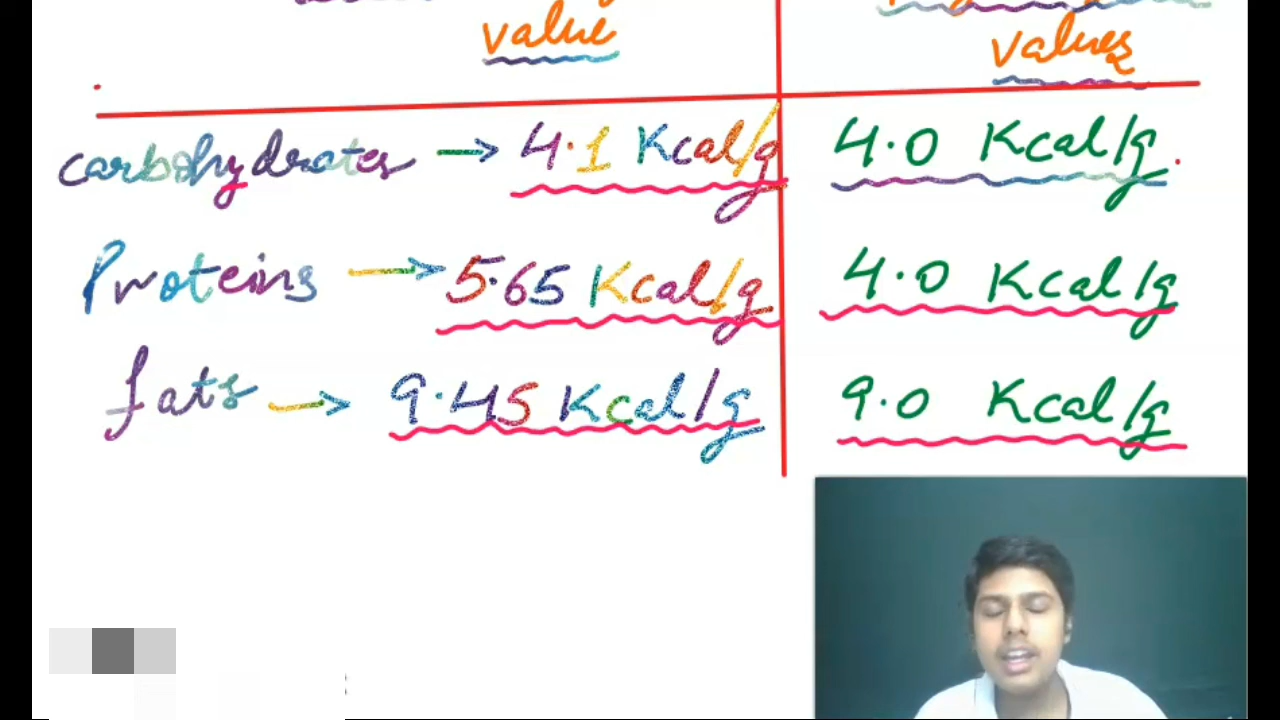 value
values
carbohydrates → 4.1 Kcal/g 4.0 Kcal/g
Proteins → 5.65 Kcal/g 4.0 Kcal/g
fats → 9.45 Kcal/g 9.0 Kcal/g